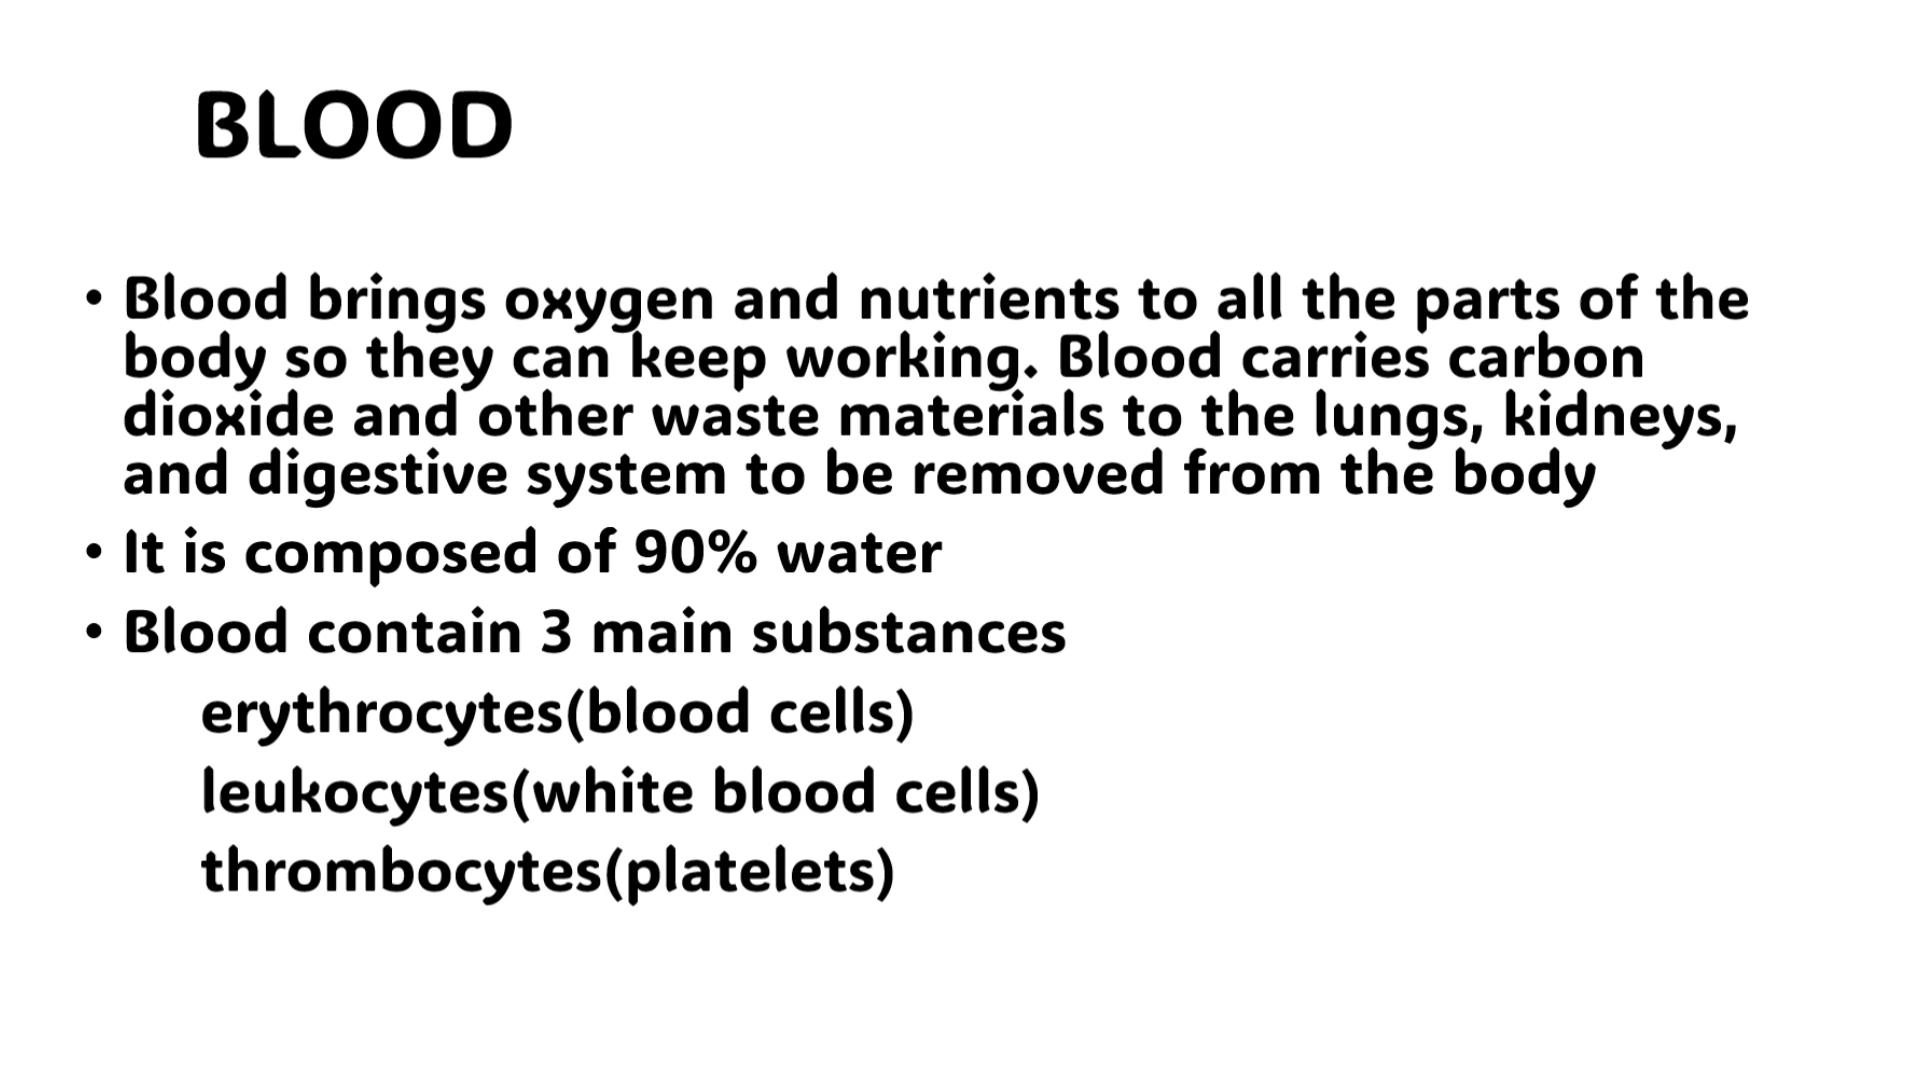 BLOOD
• Blood brings oxygen and nutrients to all the parts of the
body so they can keep working. Blood carries carbon
dioxide and other waste materials to the lungs, kidneys,
and digestive system to be removed from the body
• It is composed of 90% water
• Blood contain 3 main substances
erythrocytes(blood cells)
leukocytes(white blood cells)
thrombocytes(platelets)